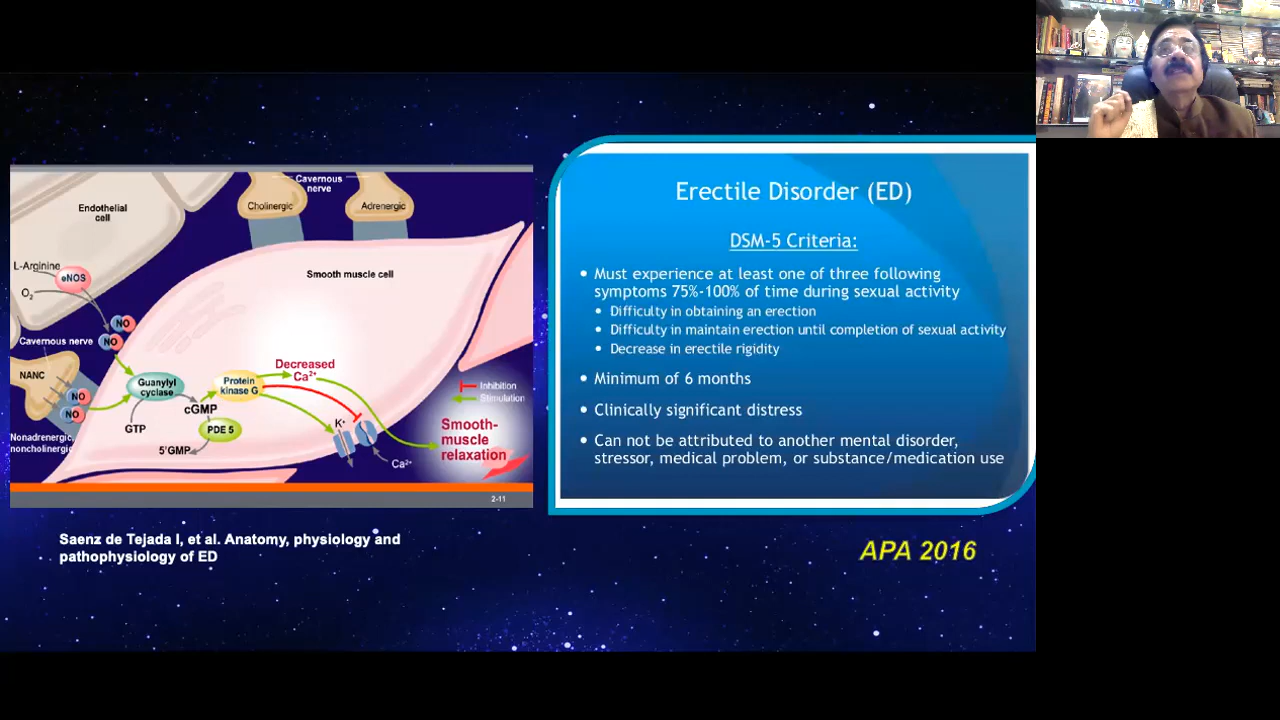 Cavernous
nerve
Cholinergic
Adrenergic
Endothelial
cell
L-Arginine
eNOS
O₂
Smooth muscle cell
NO
NO
Cavernous nerve
NANC
NO
NO
Nonadrenergic,
noncholinergic
Guanylyl
cyclase
GTP
cGMP
Protein
kinase G
PDE 5
5'GMP
Decreased
Ca²⁺
K⁺
Ca²⁺
Inhibition
Stimulation
Smooth-
muscle
relaxation
2-11
Saenz de Tejada I, et al. Anatomy, physiology and
pathophysiology of ED
Erectile Disorder (ED)
DSM-5 Criteria:
• Must experience at least one of three following
symptoms 75%-100% of time during sexual activity
• Difficulty in obtaining an erection
• Difficulty in maintain erection until completion of sexual activity
• Decrease in erectile rigidity
• Minimum of 6 months
• Clinically significant distress
• Can not be attributed to another mental disorder,
stressor, medical problem, or substance/medication use
APA 2016